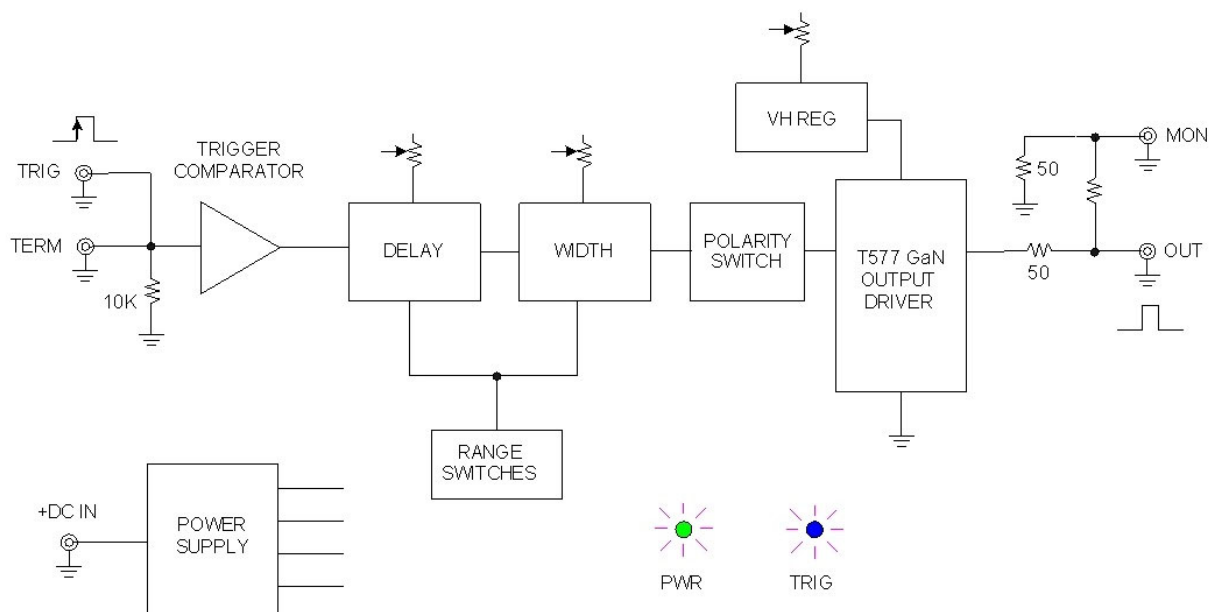 VH REG
TRIG
TRIGGER
COMPARATOR
50
MON
TERM
10K
DELAY
WIDTH
POLARITY
SWITCH
T577 GaN
OUTPUT
DRIVER
50
OUT
RANGE
SWITCHES
+DC IN
POWER
SUPPLY
PWR
TRIG